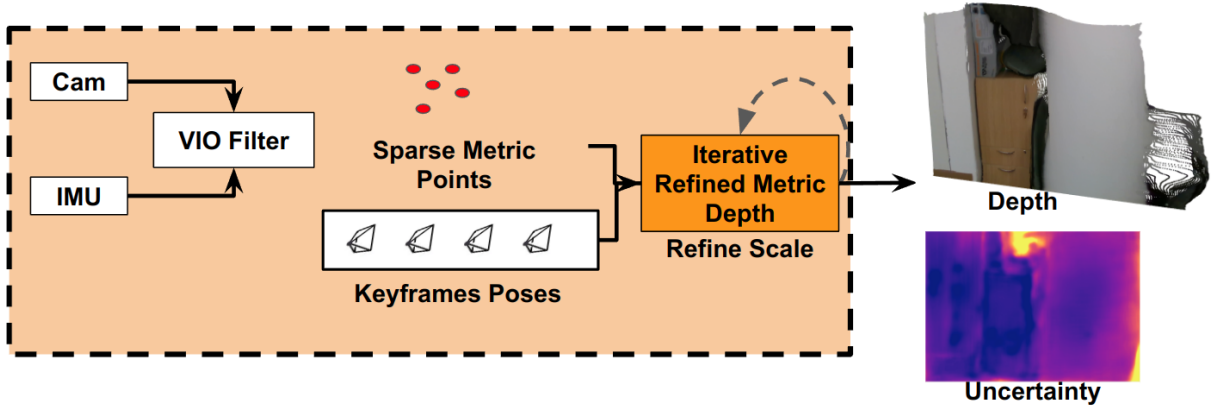 Cam
VIO Filter
IMU
Sparse Metric
Points
Keyframes Poses
Iterative
Refined Metric
Depth
Refine Scale
Depth
Uncertainty